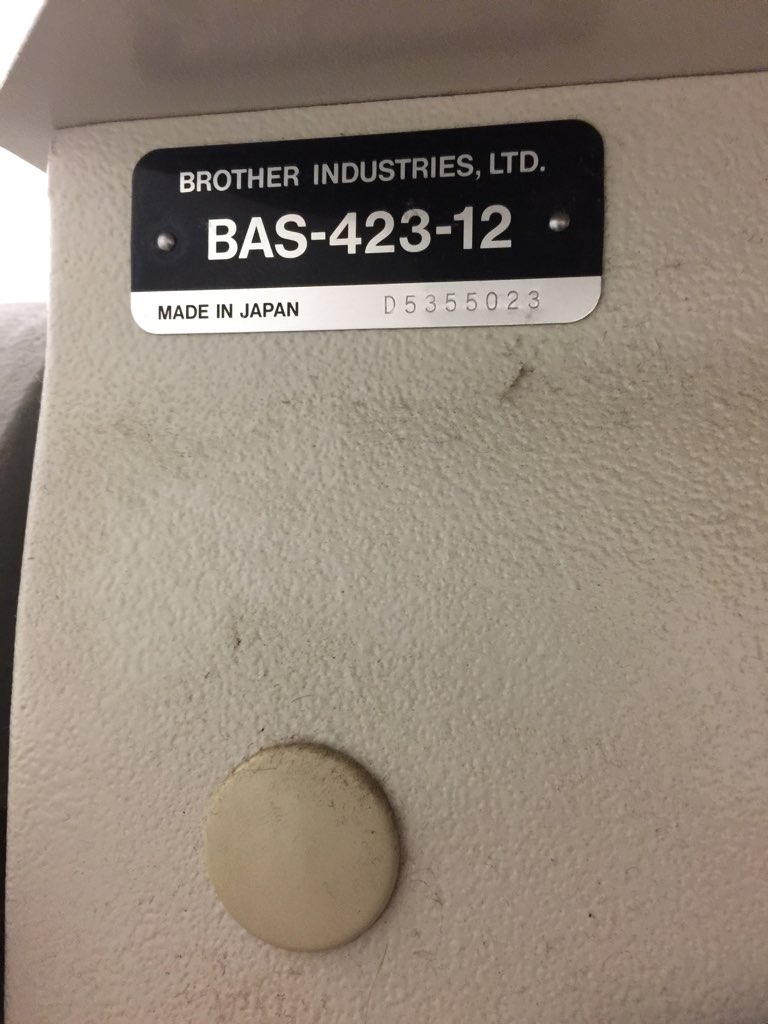 BROTHER INDUSTRIES, LTD.
BAS-423-12
MADE IN JAPAN D5355023